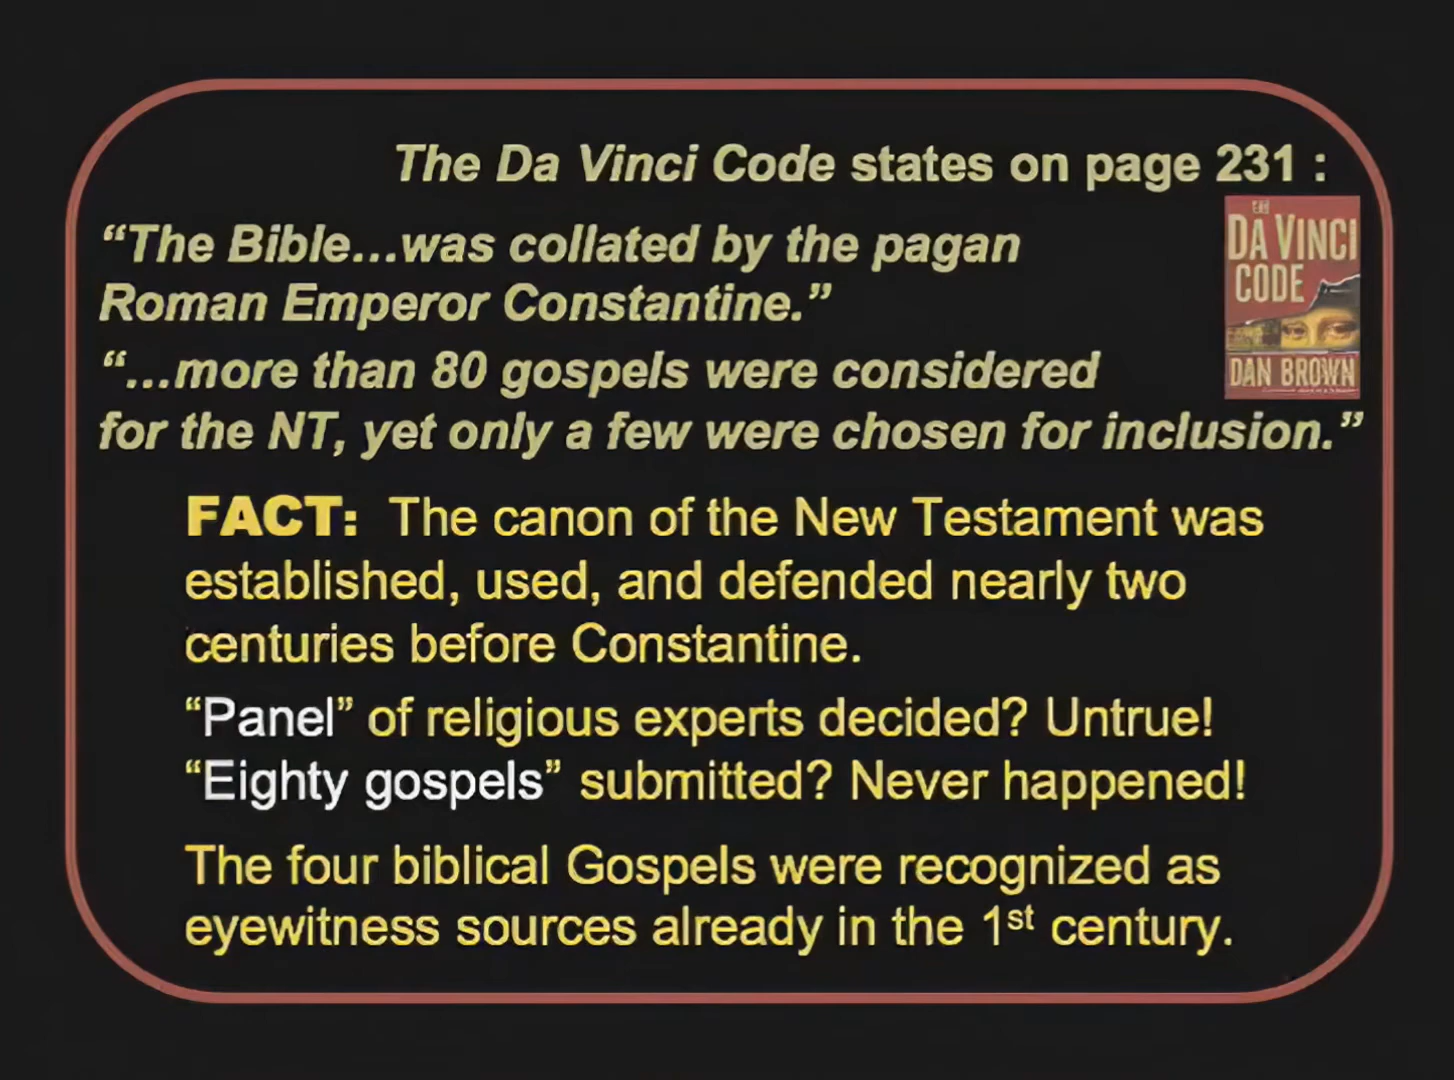 The Da Vinci Code states on page 231 :
“The Bible...was collated by the pagan
Roman Emperor Constantine.”
“...more than 80 gospels were considered
for the NT, yet only a few were chosen for inclusion.”
THE
DA VINCI
CODE
DAN BROWN
FACT: The canon of the New Testament was
established, used, and defended nearly two
centuries before Constantine.
“Panel” of religious experts decided? Untrue!
“Eighty gospels” submitted? Never happened!
The four biblical Gospels were recognized as
eyewitness sources already in the 1st century.